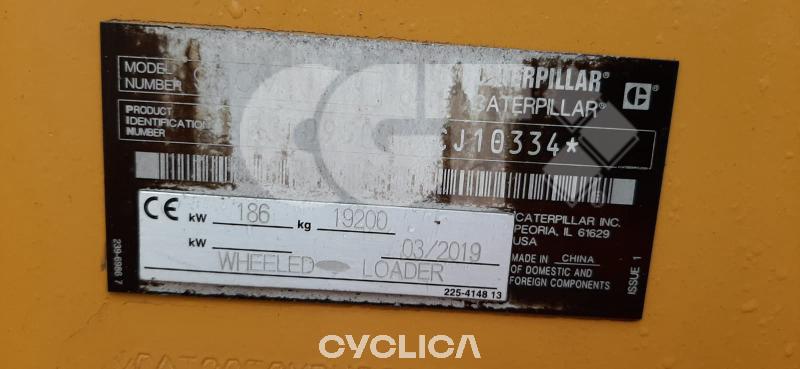 CATERPILLAR®
CATERPILLAR®
MODEL
NUMBER
PRODUCT
IDENTIFICATION
NUMBER
J10334*
CE kW 186 kg 19200
kW 03/2019
WHEELED LOADER
225-4148 13
CATERPILLAR INC.
PEORIA, IL 61629
USA
MADE IN CHINA
OF DOMESTIC AND
FOREIGN COMPONENTS
239-6986 7
ISSUE 1
CYCLICA